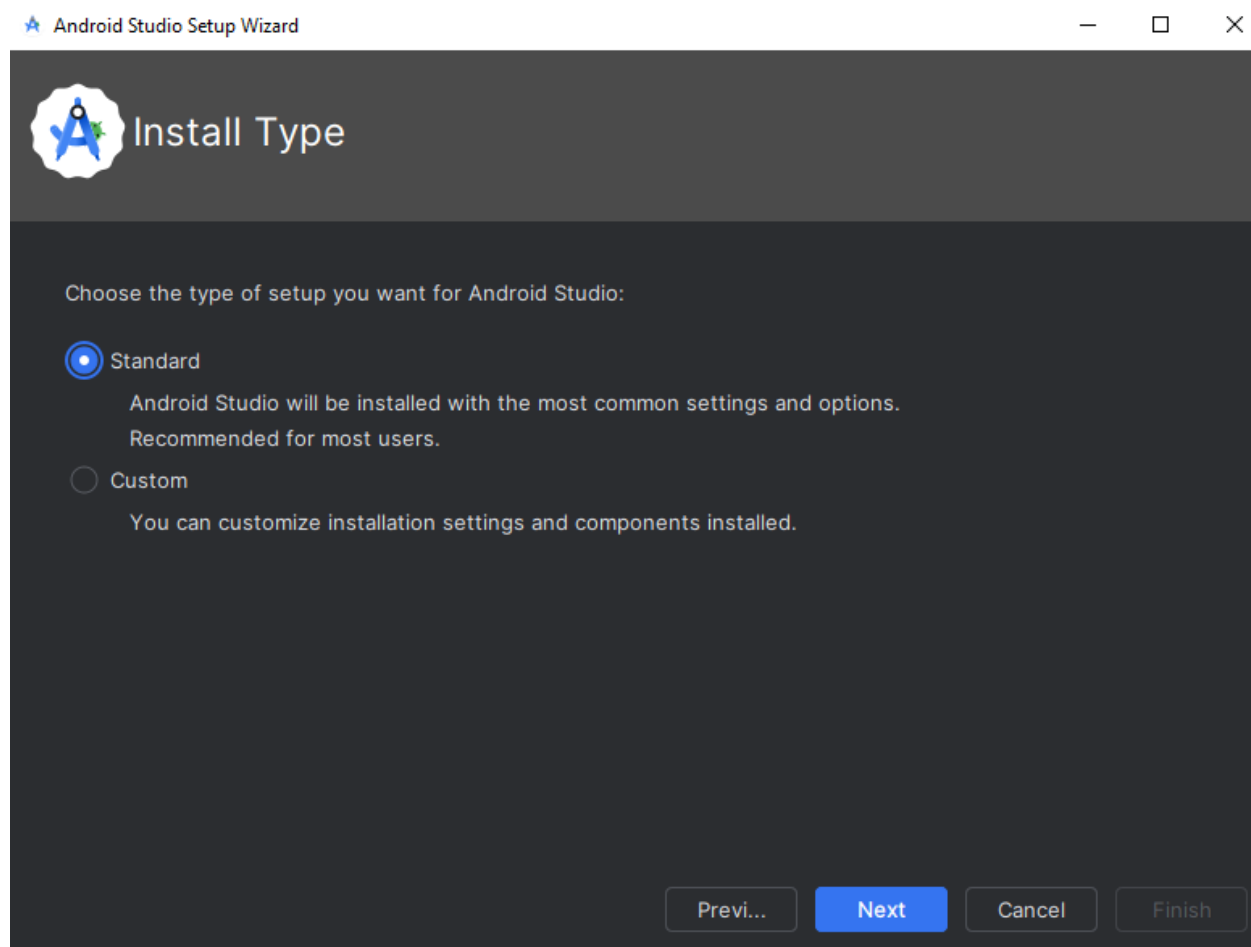 Android Studio Setup Wizard
Install Type
Choose the type of setup you want for Android Studio:
Standard
Android Studio will be installed with the most common settings and options.
Recommended for most users.
Custom
You can customize installation settings and components installed.
Previ... Next Cancel Finish